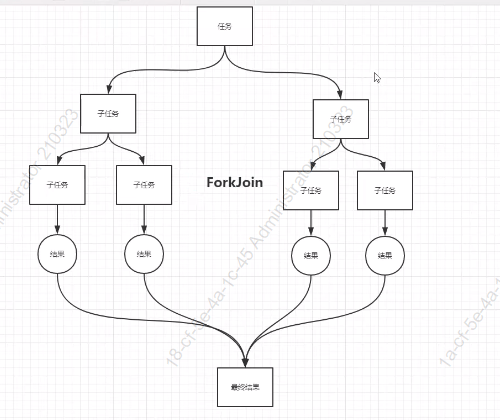 任务
子任务
子任务
子任务
子任务
ForkJoin
子任务
子任务
结果
结果
结果
结果
最终结果
Administrator 210323
18-cf-5e-4a-1c-45 Administrator 210323
1a-cf-5e-4a-1